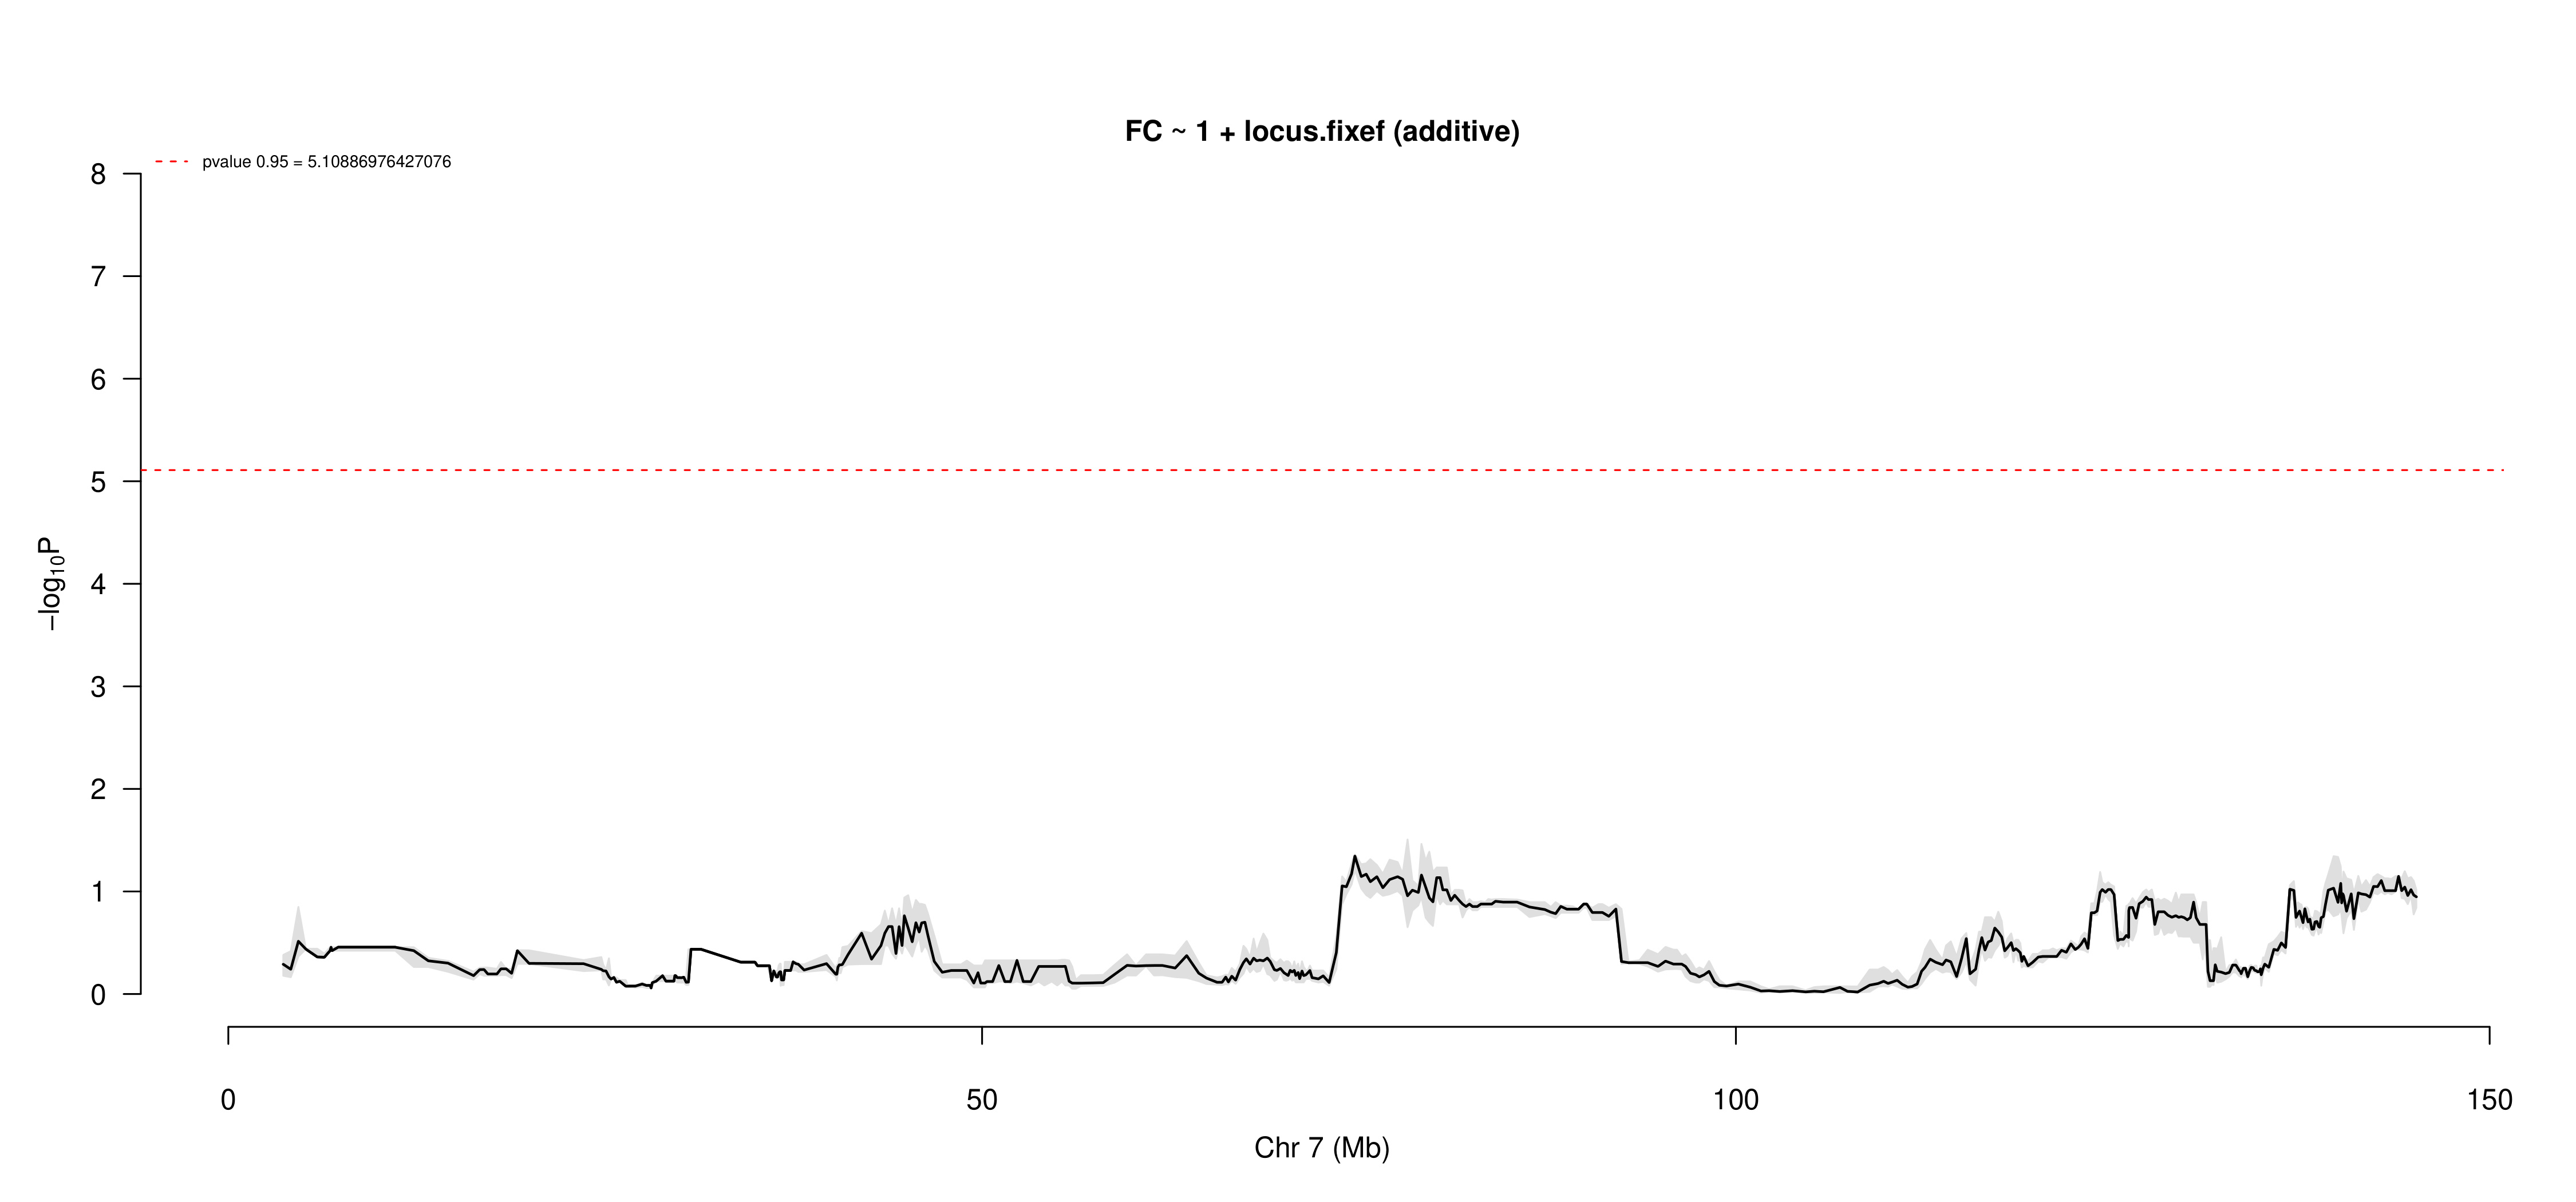 FC ~ 1 + locus.fixef (additive)
pvalue 0.95 = 5.10886976427076
8
7
6
5
4
3
2
1
0
−log10P
0 50 100 150
Chr 7 (Mb)